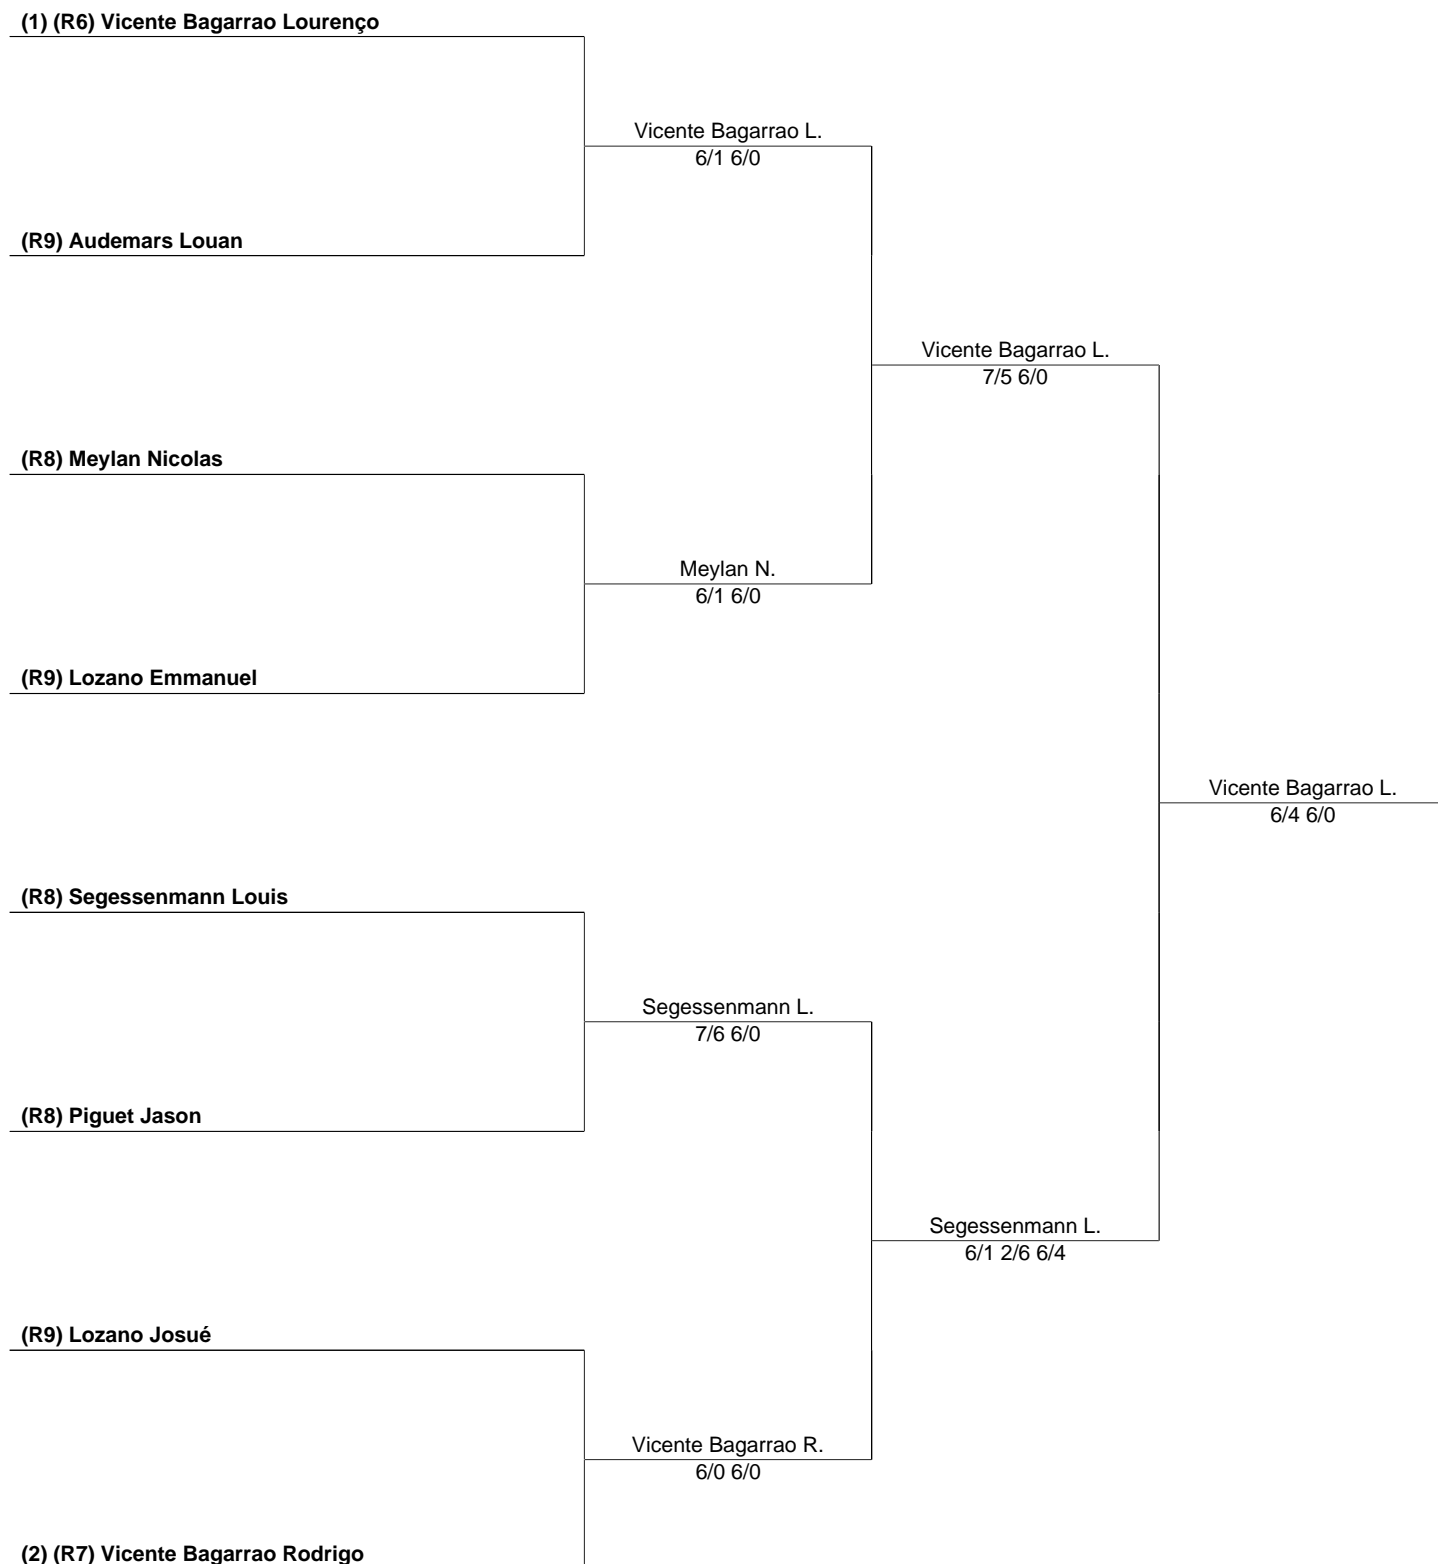 (1) (R6) Vicente Bagarrao Lourenço
Vicente Bagarrao L.
6/1 6/0
(R9) Audemars Louan
Vicente Bagarrao L.
7/5 6/0
(R8) Meylan Nicolas
Meylan N.
6/1 6/0
(R9) Lozano Emmanuel
Vicente Bagarrao L.
6/4 6/0
(R8) Segessenmann Louis
Segessenmann L.
7/6 6/0
(R8) Piguet Jason
Segessenmann L.
6/1 2/6 6/4
(R9) Lozano Josué
Vicente Bagarrao R.
6/0 6/0
(2) (R7) Vicente Bagarrao Rodrigo